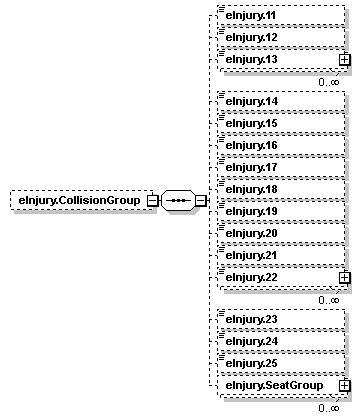 eInjury.11
eInjury.12
eInjury.13
0..∞
eInjury.14
eInjury.15
eInjury.16
eInjury.17
eInjury.18
eInjury.CollisionGroup
eInjury.19
eInjury.20
eInjury.21
eInjury.22
0..∞
eInjury.23
eInjury.24
eInjury.25
eInjury.SeatGroup
0..∞